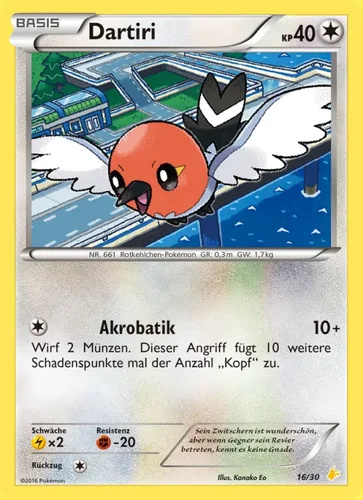 BASIS
Dartiri KP40
NR. 661 Rotkehlchen-Pokémon GR: 0,3m GW: 1,7kg
Akrobatik 10+
Wirf 2 Münzen. Dieser Angriff fügt 10 weitere
Schadenspunkte mal der Anzahl „Kopf“ zu.
Schwäche Resistenz
×2 -20
Rückzug
Sein Zwitschern ist wunderschön,
aber wenn Gegner sein Revier
betreten, kennt es keine Gnade.
©2016 Pokémon Illus. Kanako Eo 16/30